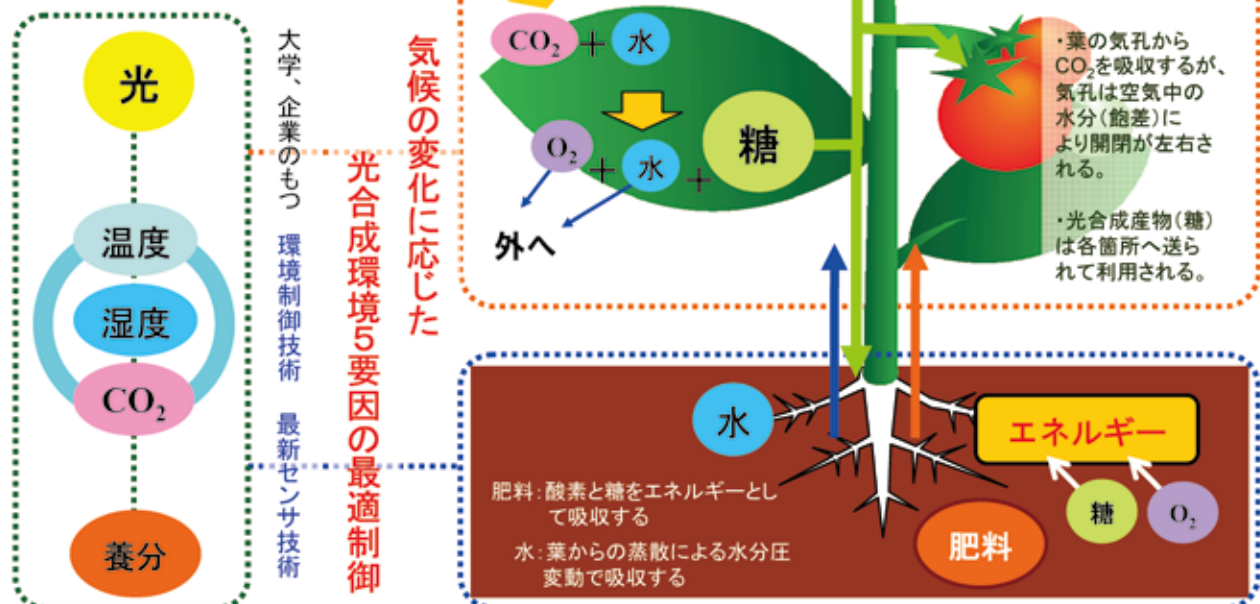 光
温度
湿度
CO₂
養分
大学、企業のもつ 環境制御技術 最新センサ技術
気候の変化に応じた
光合成環境5要因の最適制御
CO₂ + 水
O₂ + 水 + 糖
外へ
・葉の気孔から
CO₂を吸収するが、
気孔は空気中の
水分(飽差)に
より開閉が左右さ
れる。
・光合成産物(糖)
は各箇所へ送ら
れて利用される。
水
エネルギー
糖
O₂
肥料
肥料:酸素と糖をエネルギーとし
て吸収する
水:葉からの蒸散による水分圧
変動で吸収する